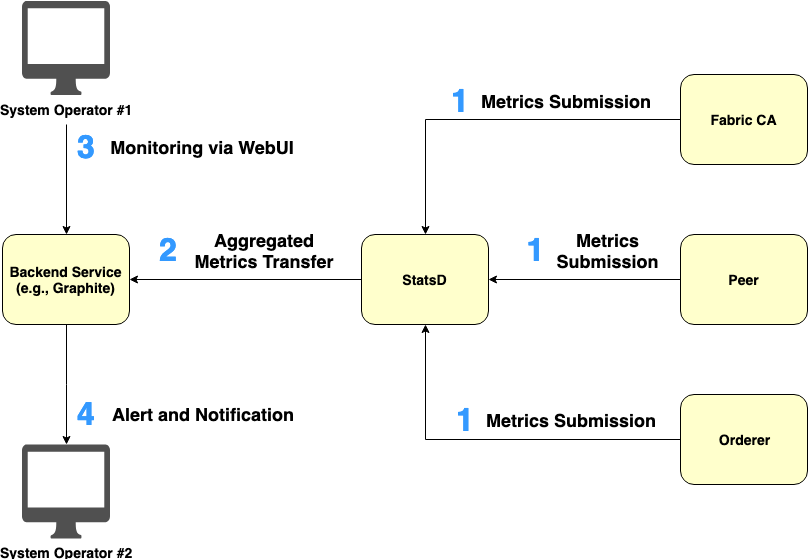 System Operator #1
1 Metrics Submission
Fabric CA
3 Monitoring via WebUI
2 Aggregated
Metrics Transfer
1 Metrics
Submission
Backend Service
(e.g., Graphite)
StatsD
Peer
4 Alert and Notification
1 Metrics Submission
Orderer
System Operator #2